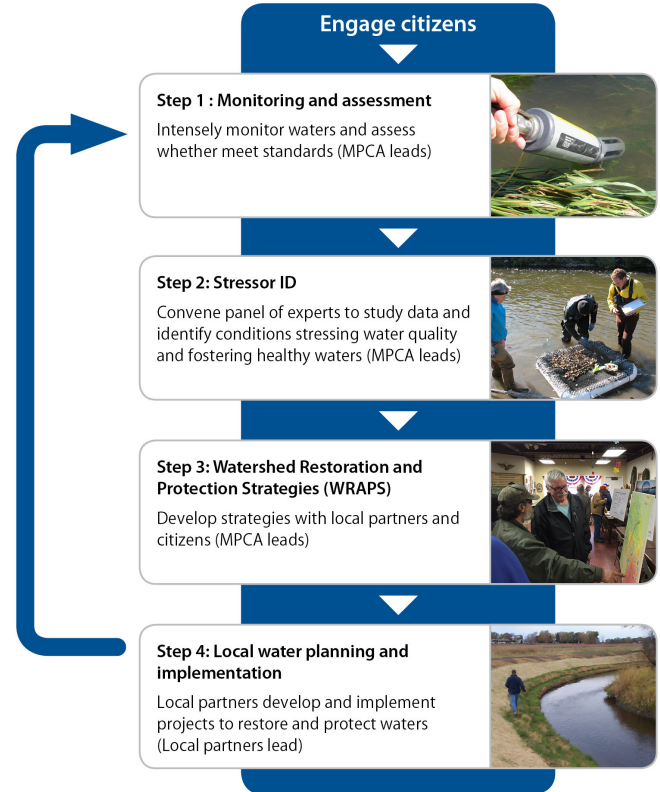 Engage citizens
Step 1 : Monitoring and assessment
Intensely monitor waters and assess
whether meet standards (MPCA leads)
Step 2: Stressor ID
Convene panel of experts to study data and
identify conditions stressing water quality
and fostering healthy waters (MPCA leads)
Step 3: Watershed Restoration and
Protection Strategies (WRAPS)
Develop strategies with local partners and
citizens (MPCA leads)
Step 4: Local water planning and
implementation
Local partners develop and implement
projects to restore and protect waters
(Local partners lead)